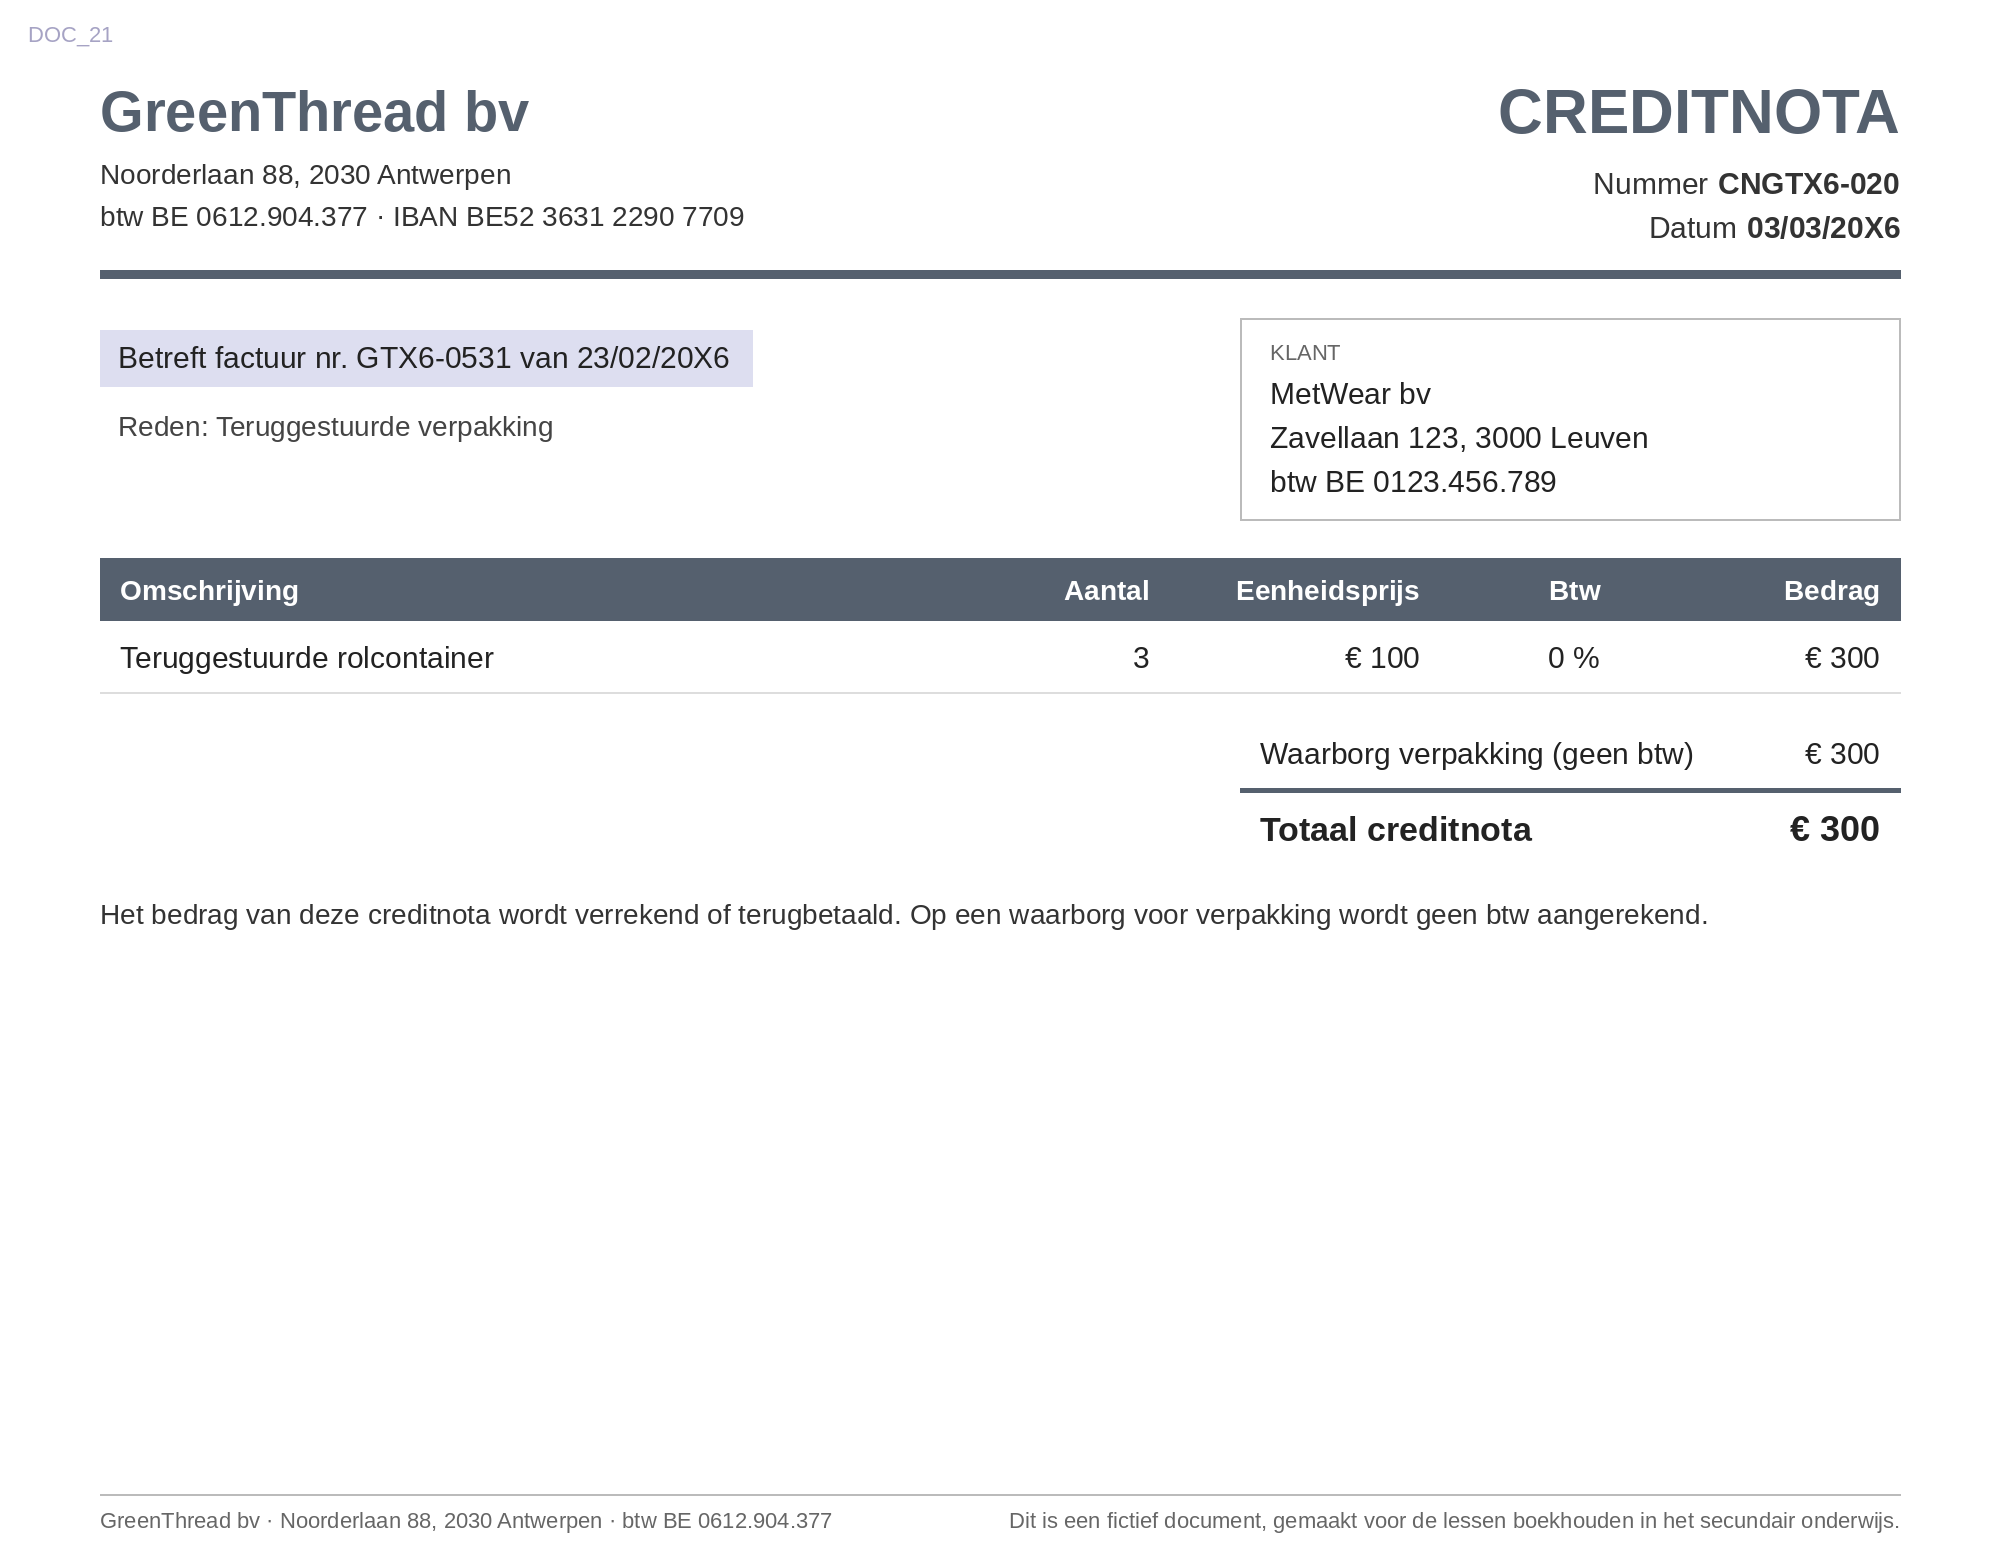 DOC_21
GreenThread bv
Noorderlaan 88, 2030 Antwerpen
btw BE 0612.904.377 · IBAN BE52 3631 2290 7709
CREDITNOTA
Nummer CNGTX6-020
Datum 03/03/20X6
Betreft factuur nr. GTX6-0531 van 23/02/20X6
Reden: Teruggestuurde verpakking
KLANT
MetWear bv
Zavellaan 123, 3000 Leuven
btw BE 0123.456.789
Omschrijving Aantal Eenheidsprijs Btw Bedrag
Teruggestuurde rolcontainer 3 € 100 0 % € 300
Waarborg verpakking (geen btw) € 300
Totaal creditnota € 300
Het bedrag van deze creditnota wordt verrekend of terugbetaald. Op een waarborg voor verpakking wordt geen btw aangerekend.
GreenThread bv · Noorderlaan 88, 2030 Antwerpen · btw BE 0612.904.377
Dit is een fictief document, gemaakt voor de lessen boekhouden in het secundair onderwijs.